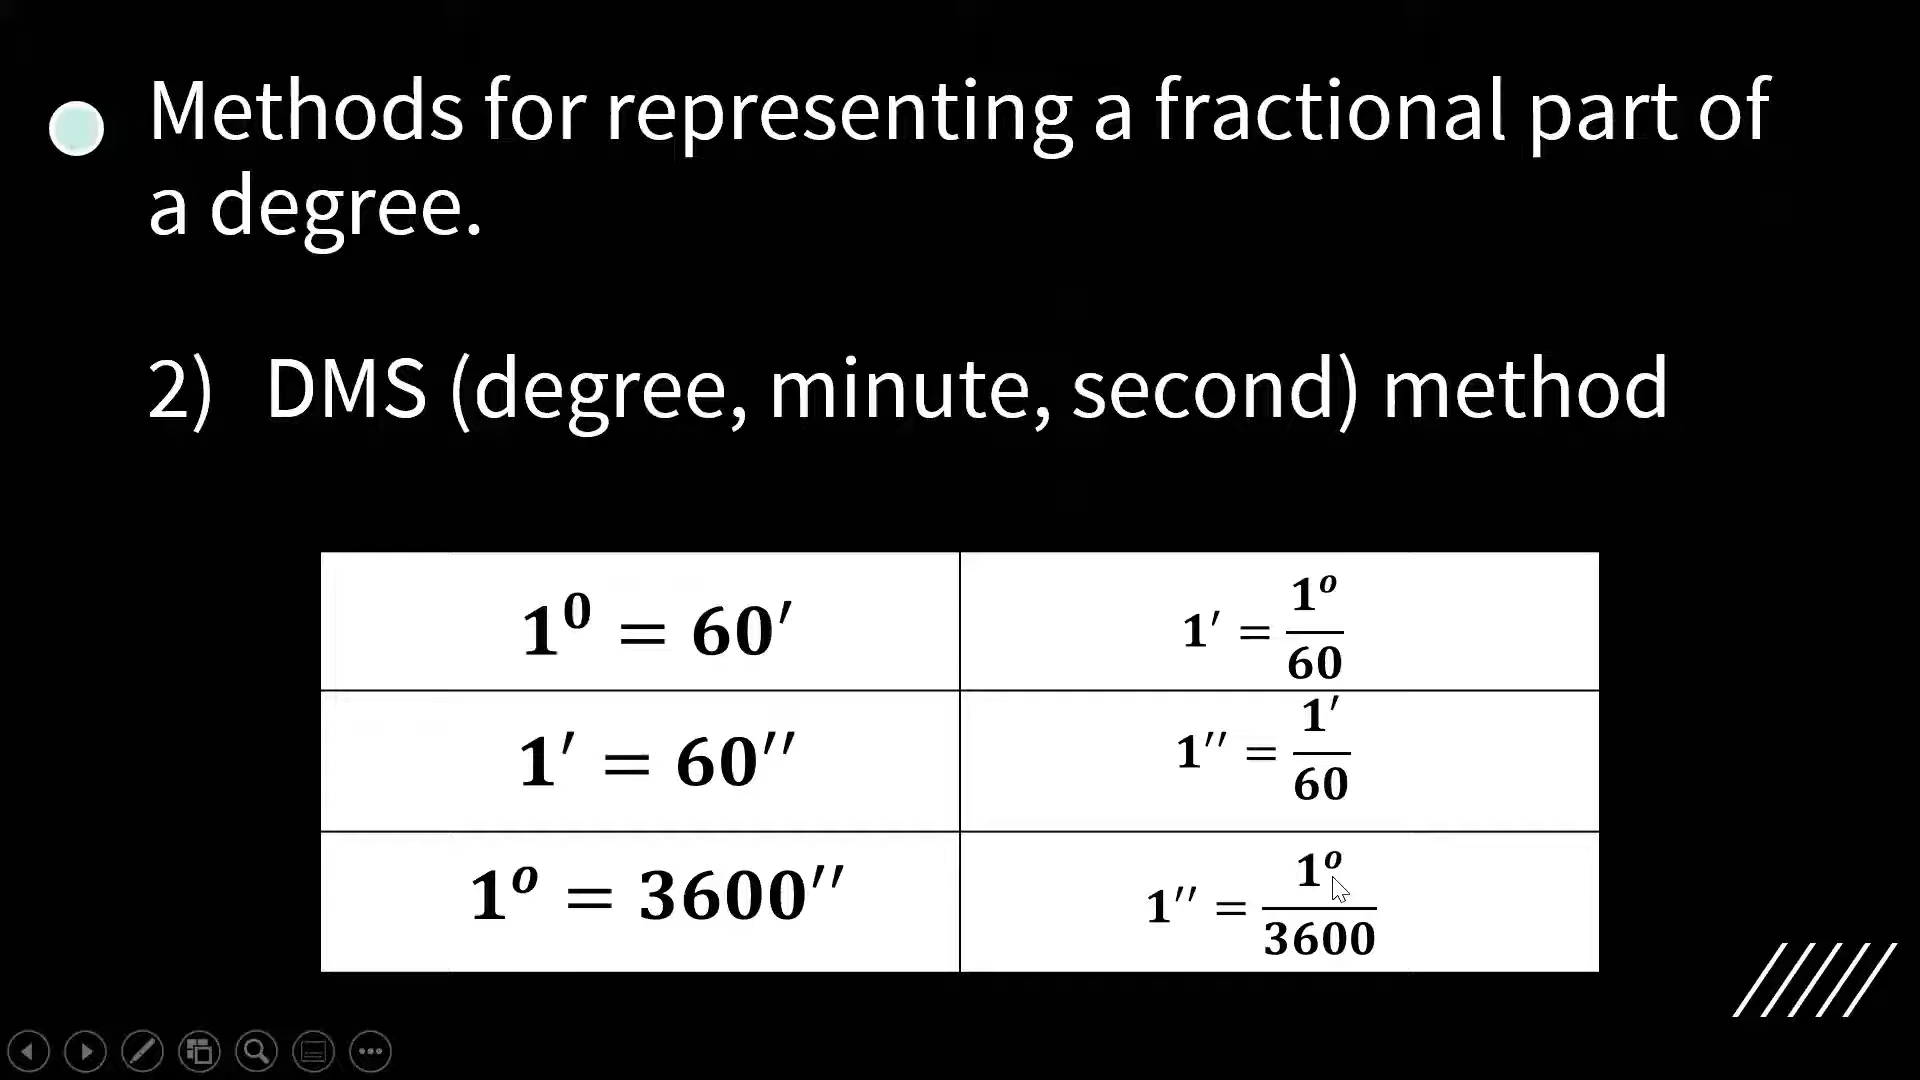 Methods for representing a fractional part of
a degree.
2) DMS (degree, minute, second) method
1⁰ = 60′
1′ = 1º/60
1′ = 60′′
1′′ = 1′/60
1º = 3600′′
1′′ = 1º/3600